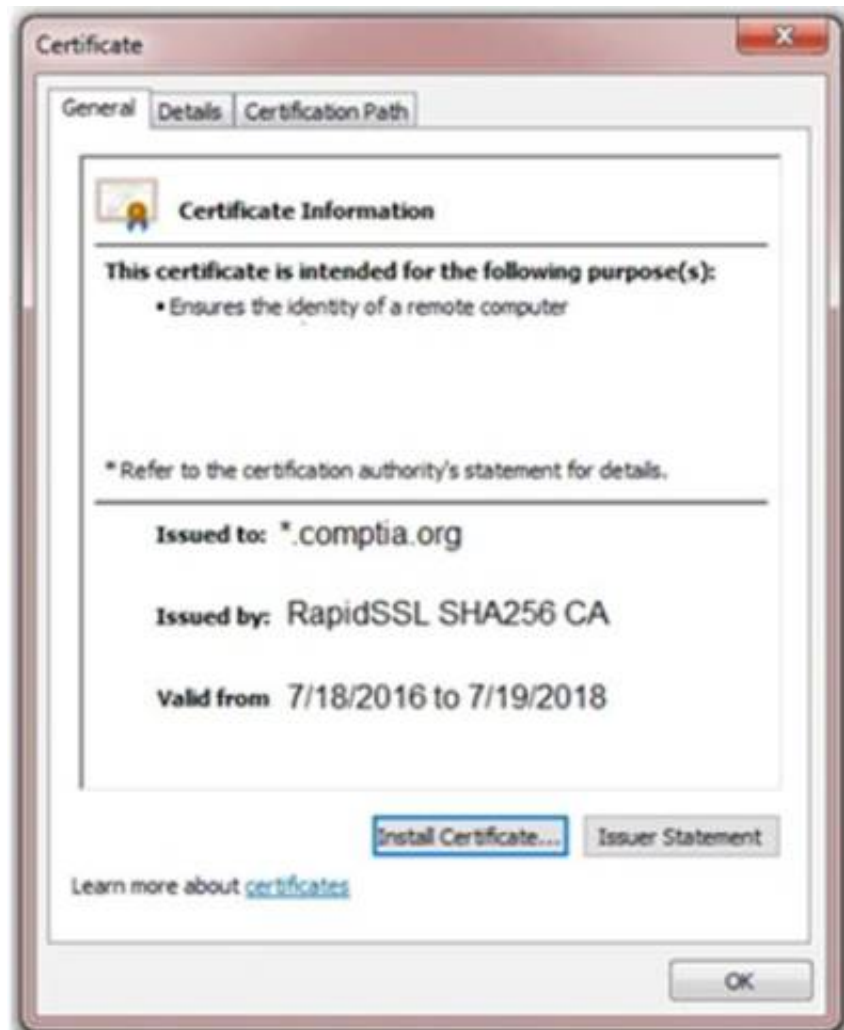 Certificate
General Details Certification Path
Certificate Information
This certificate is intended for the following purpose(s):
• Ensures the identity of a remote computer
* Refer to the certification authority's statement for details.
Issued to: *.comptia.org
Issued by: RapidSSL SHA256 CA
Valid from 7/18/2016 to 7/19/2018
Install Certificate... Issuer Statement
Learn more about certificates
OK